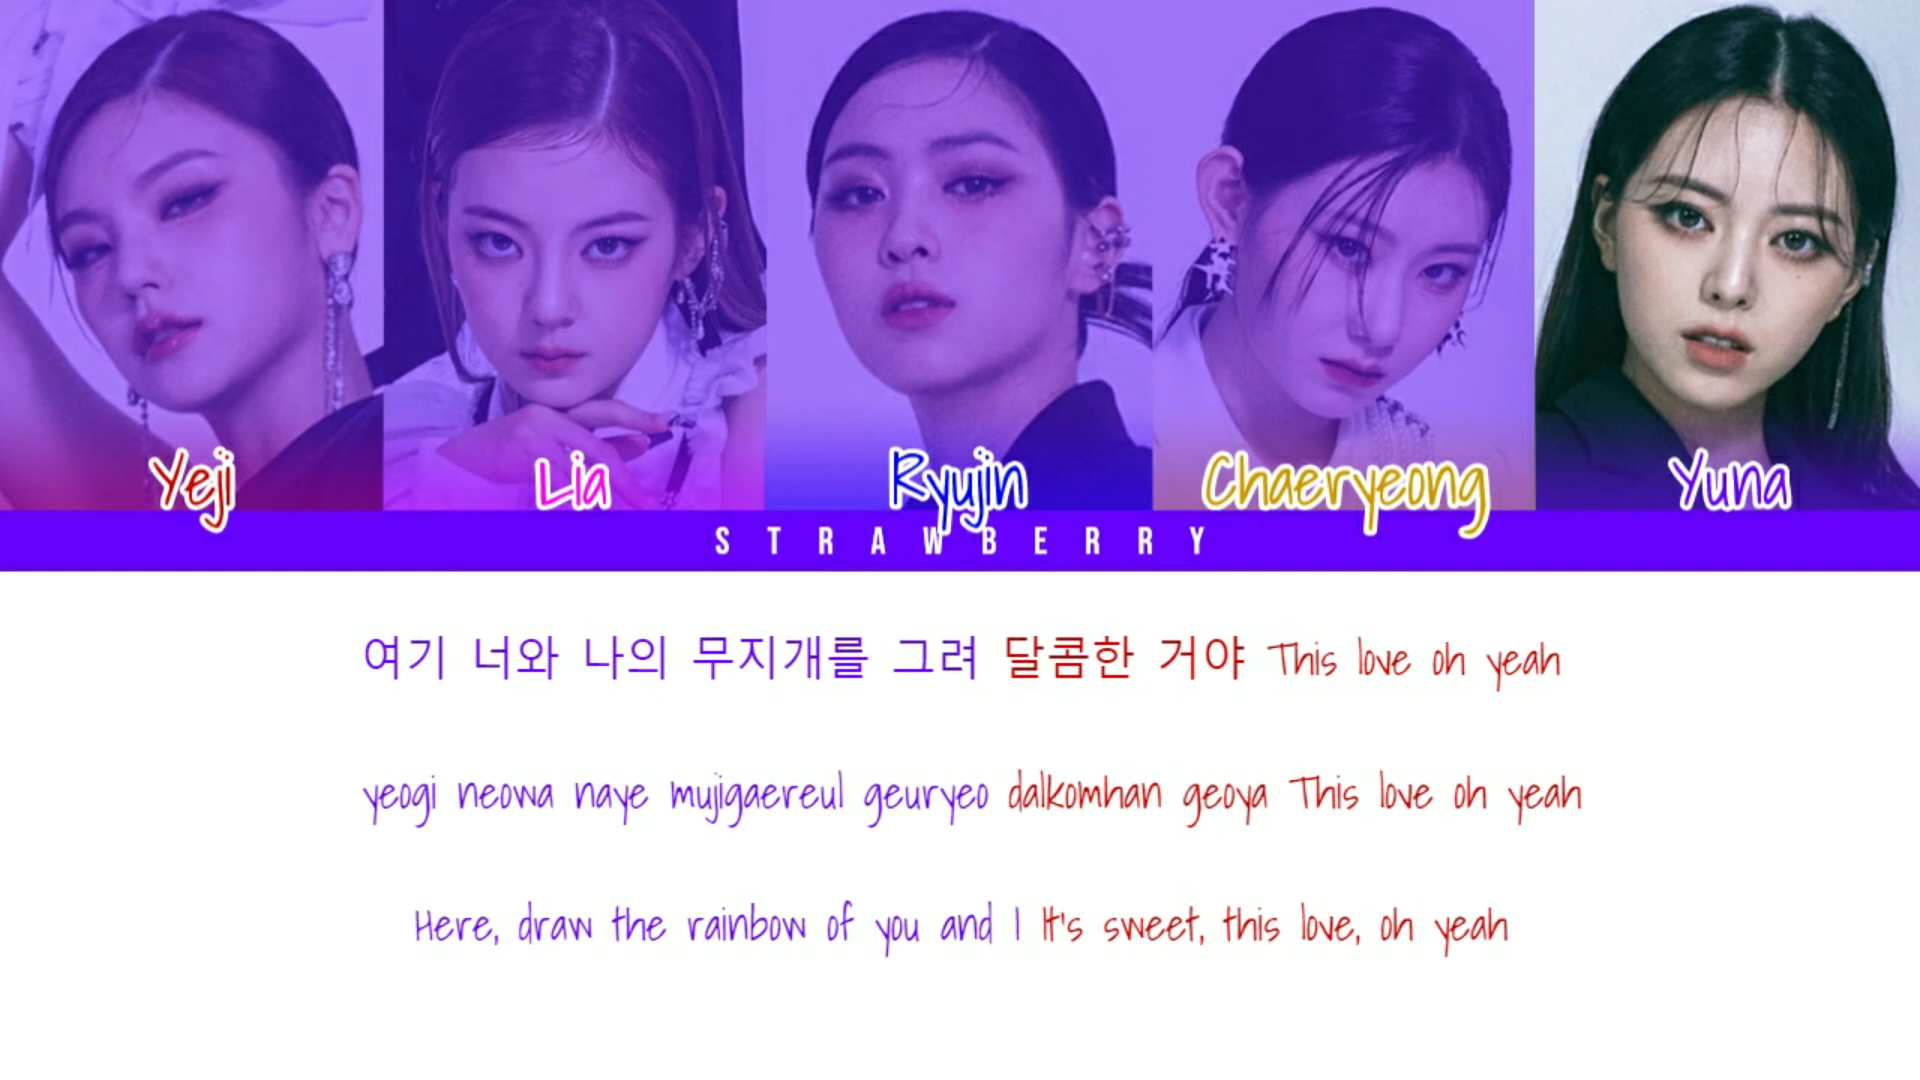 Yeji Lia Ryujin Chaeryeong Yuna
STRAWBERRY
여기 너와 나의 무지개를 그려 달콤한 거야 This love oh yeah
yeogi neowa naye mujigaereul geuryeo dalkomhan geoya This love oh yeah
Here, draw the rainbow of you and I It's sweet, this love, oh yeah